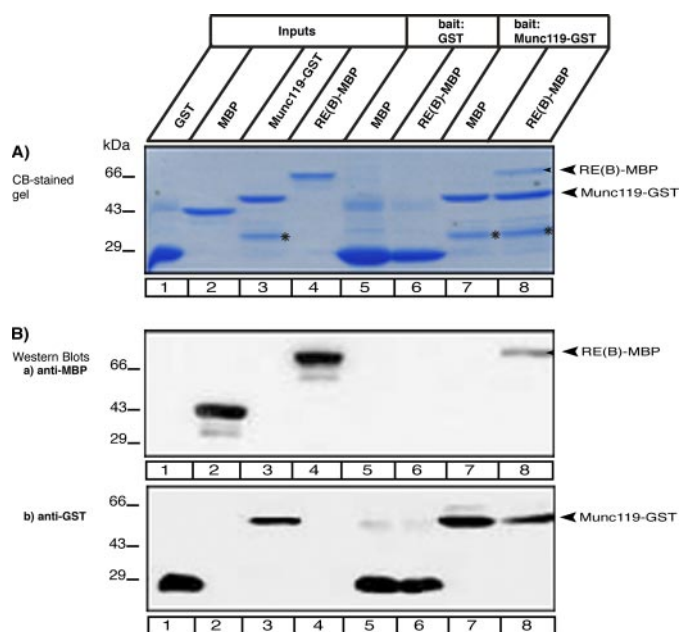 Inputs
bait:
GST
bait:
Munc119-GST
GST
MBP
Munc119-GST
RE(B)-MBP
MBP
RE(B)-MBP
MBP
RE(B)-MBP
A)
kDa
CB-stained
gel
66
43
29
RE(B)-MBP
Munc119-GST
* * *
1 2 3 4 5 6 7 8
B)
Western Blots
a) anti-MBP
66
43
29
RE(B)-MBP
1 2 3 4 5 6 7 8
b) anti-GST
66
43
29
Munc119-GST
1 2 3 4 5 6 7 8